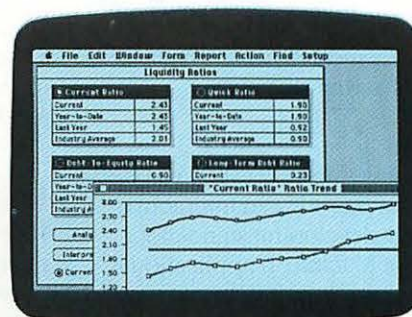 File Edit Window Form Report Action Find Setup
Liquidity Ratios
Current Ratio
Current 2.43
Year-to-Date 2.43
Last Year 1.45
Industry Average 2.01
Quick Ratio
Current 1.90
Year-to-Date 1.90
Last Year 0.92
Industry Average 0.90
Debt-To-Equity Ratio
Current 0.90
Year-to-D
Last Year
Industry A
Long-Term Debt Ratio
Current 0.23
"Current Ratio" Ratio Trend
3.00
2.70
2.40
2.10
1.80
1.50
1.20
Analy
Interpre
Current